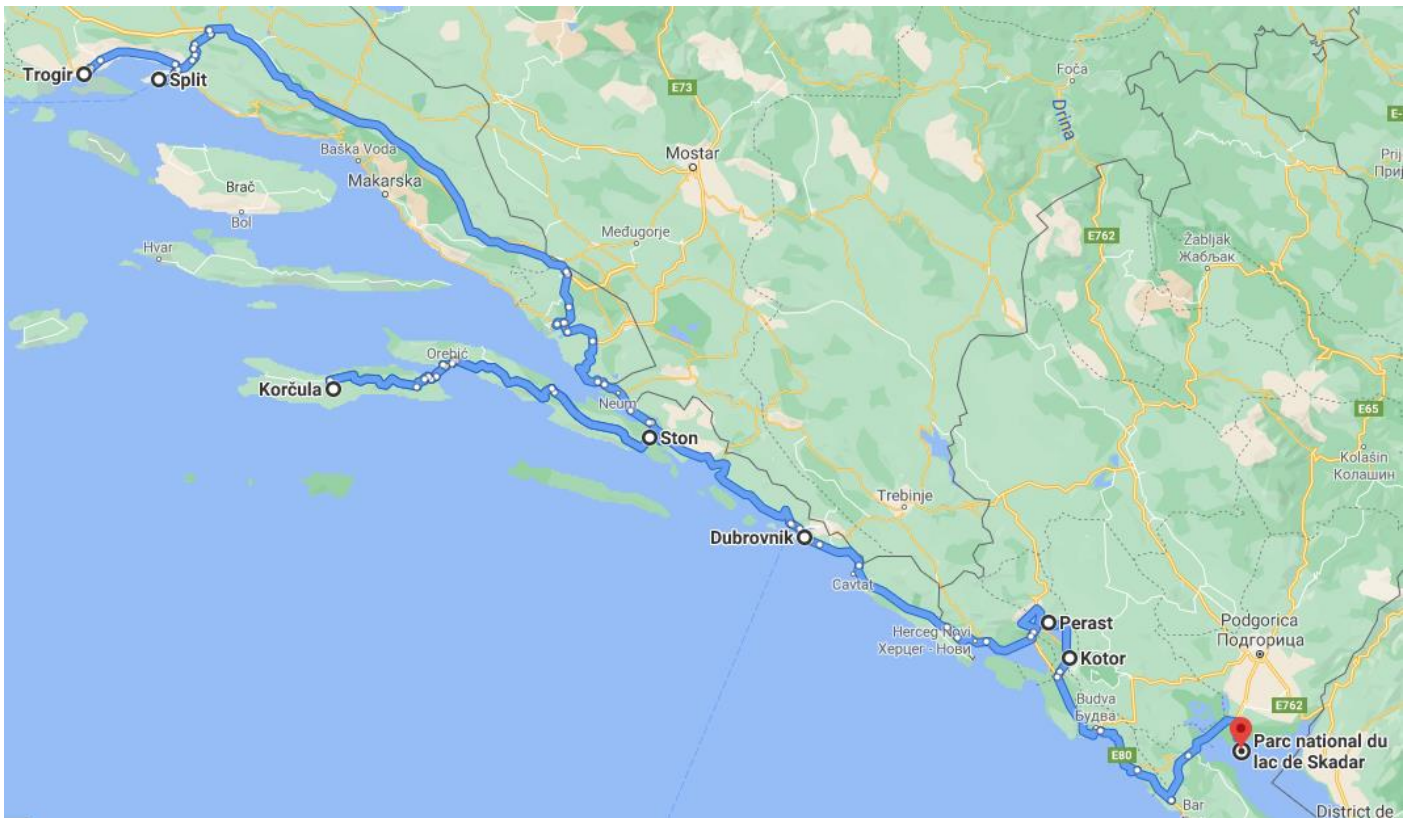 Foča
Trogir
Split
E73
Drina
E-
Mostar
Prij
Приј
Baška Voda
Makarska
Brač
Bol
Međugorje
E762
Žabljak
Жабљак
Hvar
Orebić
Korčula
Neum
E65
Ston
Kolašin
Колашин
Trebinje
Dubrovnik
Cavtat
Perast
Podgorica
Подгорица
Herceg Novi
Херцег - Нови
Kotor
Budva
Будва
E762
E80
Parc national du
lac de Skadar
Bar
District de